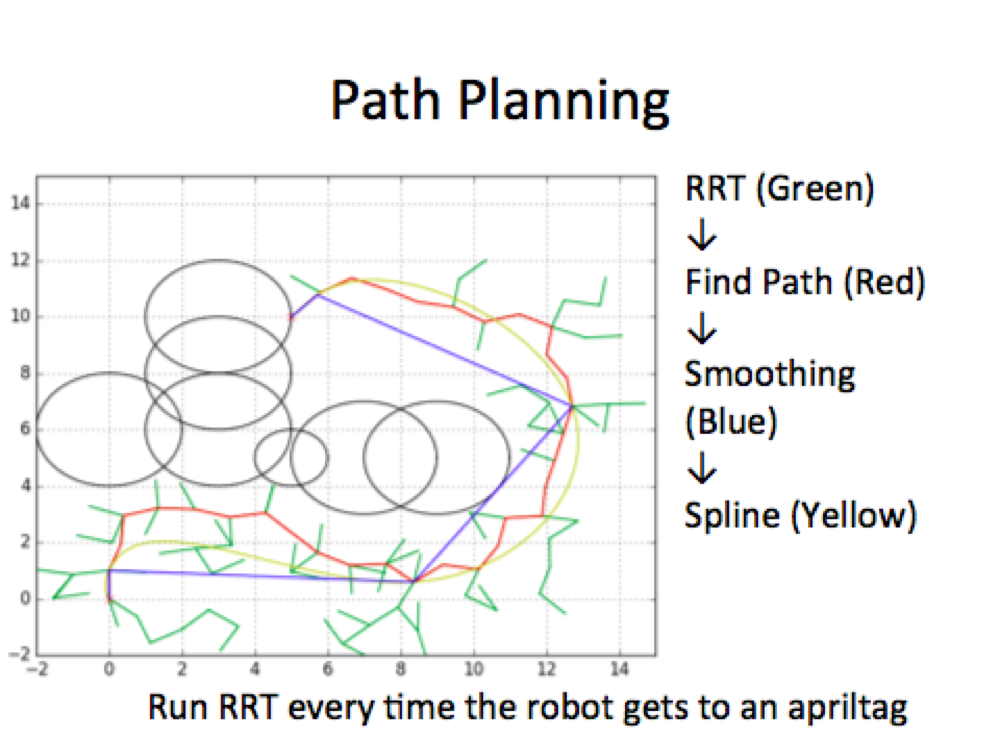 Path Planning
RRT (Green)
↓
Find Path (Red)
↓
Smoothing
(Blue)
↓
Spline (Yellow)
14
12
10
8
6
4
2
0
−2
−2 0 2 4 6 8 10 12 14
Run RRT every time the robot gets to an apriltag